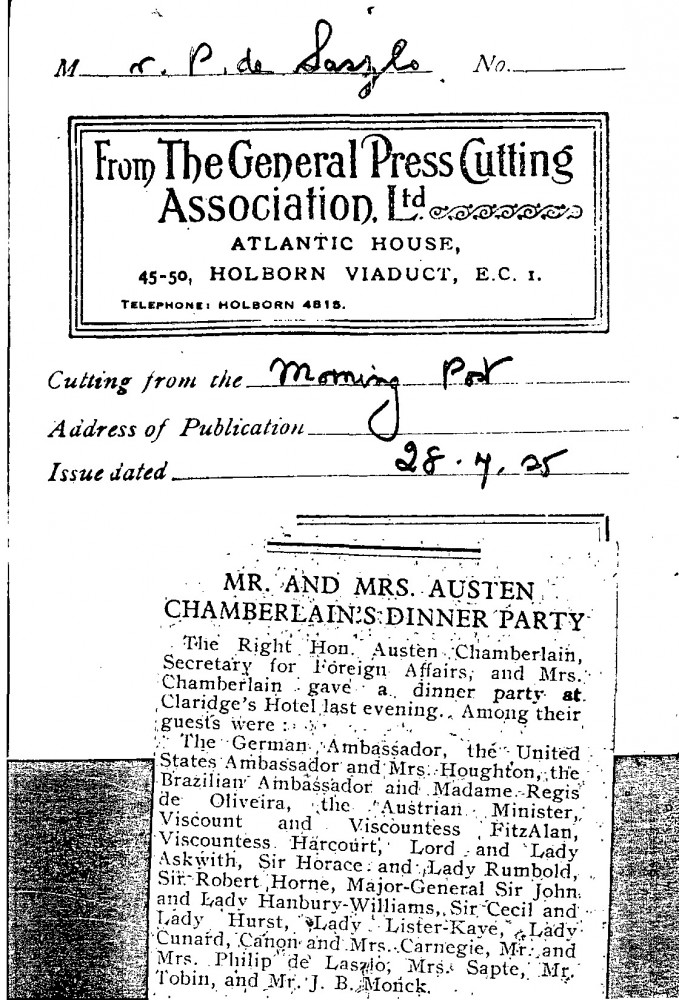 Mr. P. de Laszlo No.
From The General Press Cutting
Association, Ltd.
ATLANTIC HOUSE,
45-50, HOLBORN VIADUCT, E.C. 1.
TELEPHONE: HOLBORN 4815.
Cutting from the Morning Post
Address of Publication
Issue dated 28.7.25
MR. AND MRS. AUSTEN
CHAMBERLAIN'S DINNER PARTY
The Right Hon. Austen Chamberlain,
Secretary for Foreign Affairs, and Mrs.
Chamberlain gave a dinner party at
Claridge's Hotel last evening. Among their
guests were :
The German Ambassador, the United
States Ambassador and Mrs. Houghton, the
Brazilian Ambassador and Madame Regis
de Oliveira, the Austrian Minister,
Viscount and Viscountess FitzAlan,
Viscountess Harcourt, Lord and Lady
Askwith, Sir Horace and Lady Rumbold,
Sir Robert Horne, Major-General Sir John
and Lady Hanbury-Williams, Sir Cecil and
Lady Hurst, Lady Lister-Kaye, Lady
Cunard, Canon and Mrs. Carnegie, Mr. and
Mrs. Philip de Laszlo, Mrs. Sapte, Mr.
Tobin, and Mr. J. B. Monck.